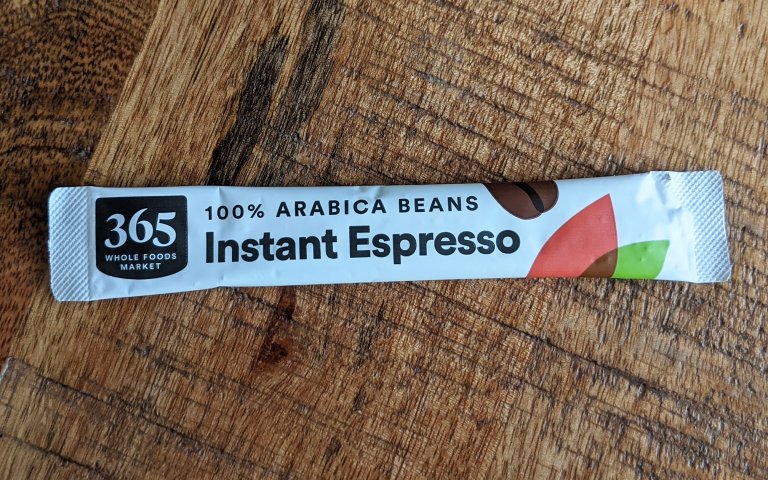 365
WHOLE FOODS
MARKET
100% ARABICA BEANS
Instant Espresso